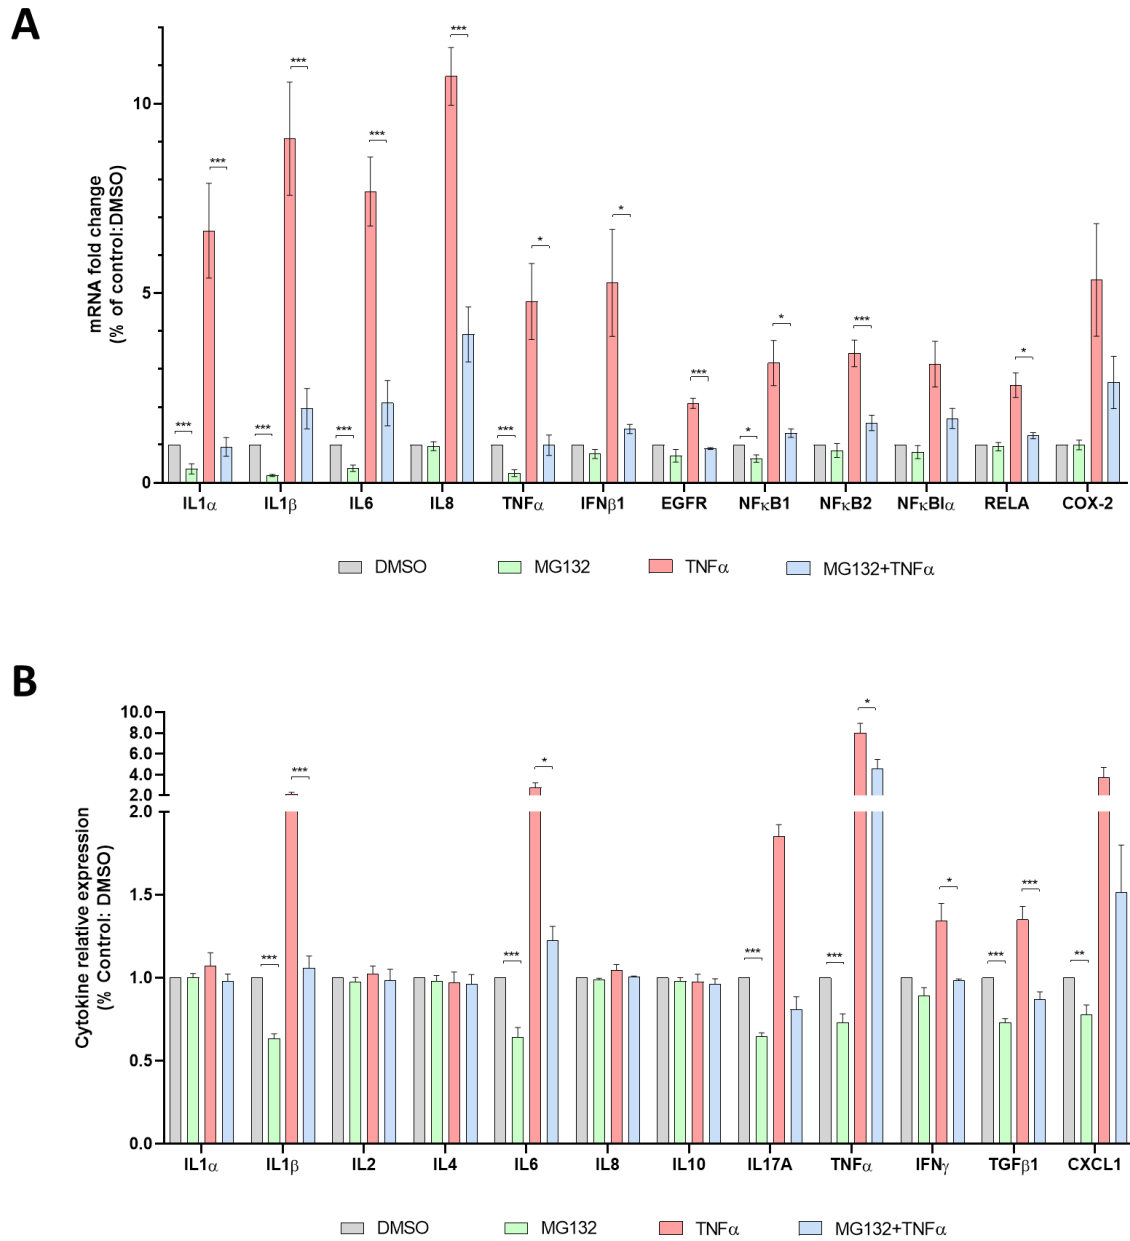 A
mRNA fold change
(% of control:DMSO)
10
5
0
***
***
***
***
***
***
***
***
*
*
***
*
*
***
*
IL1α
IL1β
IL6
IL8
TNFα
IFNβ1
EGFR
NFκB1
NFκB2
NFκBIα
RELA
COX-2
DMSO
MG132
TNFα
MG132+TNFα
B
Cytokine relative expression
(% Control: DMSO)
10.0
8.0
6.0
4.0
2.0
2.0
1.5
1.0
0.5
0.0
***
***
***
*
***
***
*
*
***
***
**
IL1α
IL1β
IL2
IL4
IL6
IL8
IL10
IL17A
TNFα
IFNγ
TGFβ1
CXCL1
DMSO
MG132
TNFα
MG132+TNFα